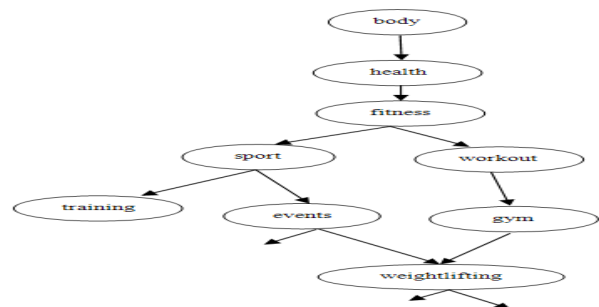 body
health
fitness
sport
workout
training
events
gym
weightlifting